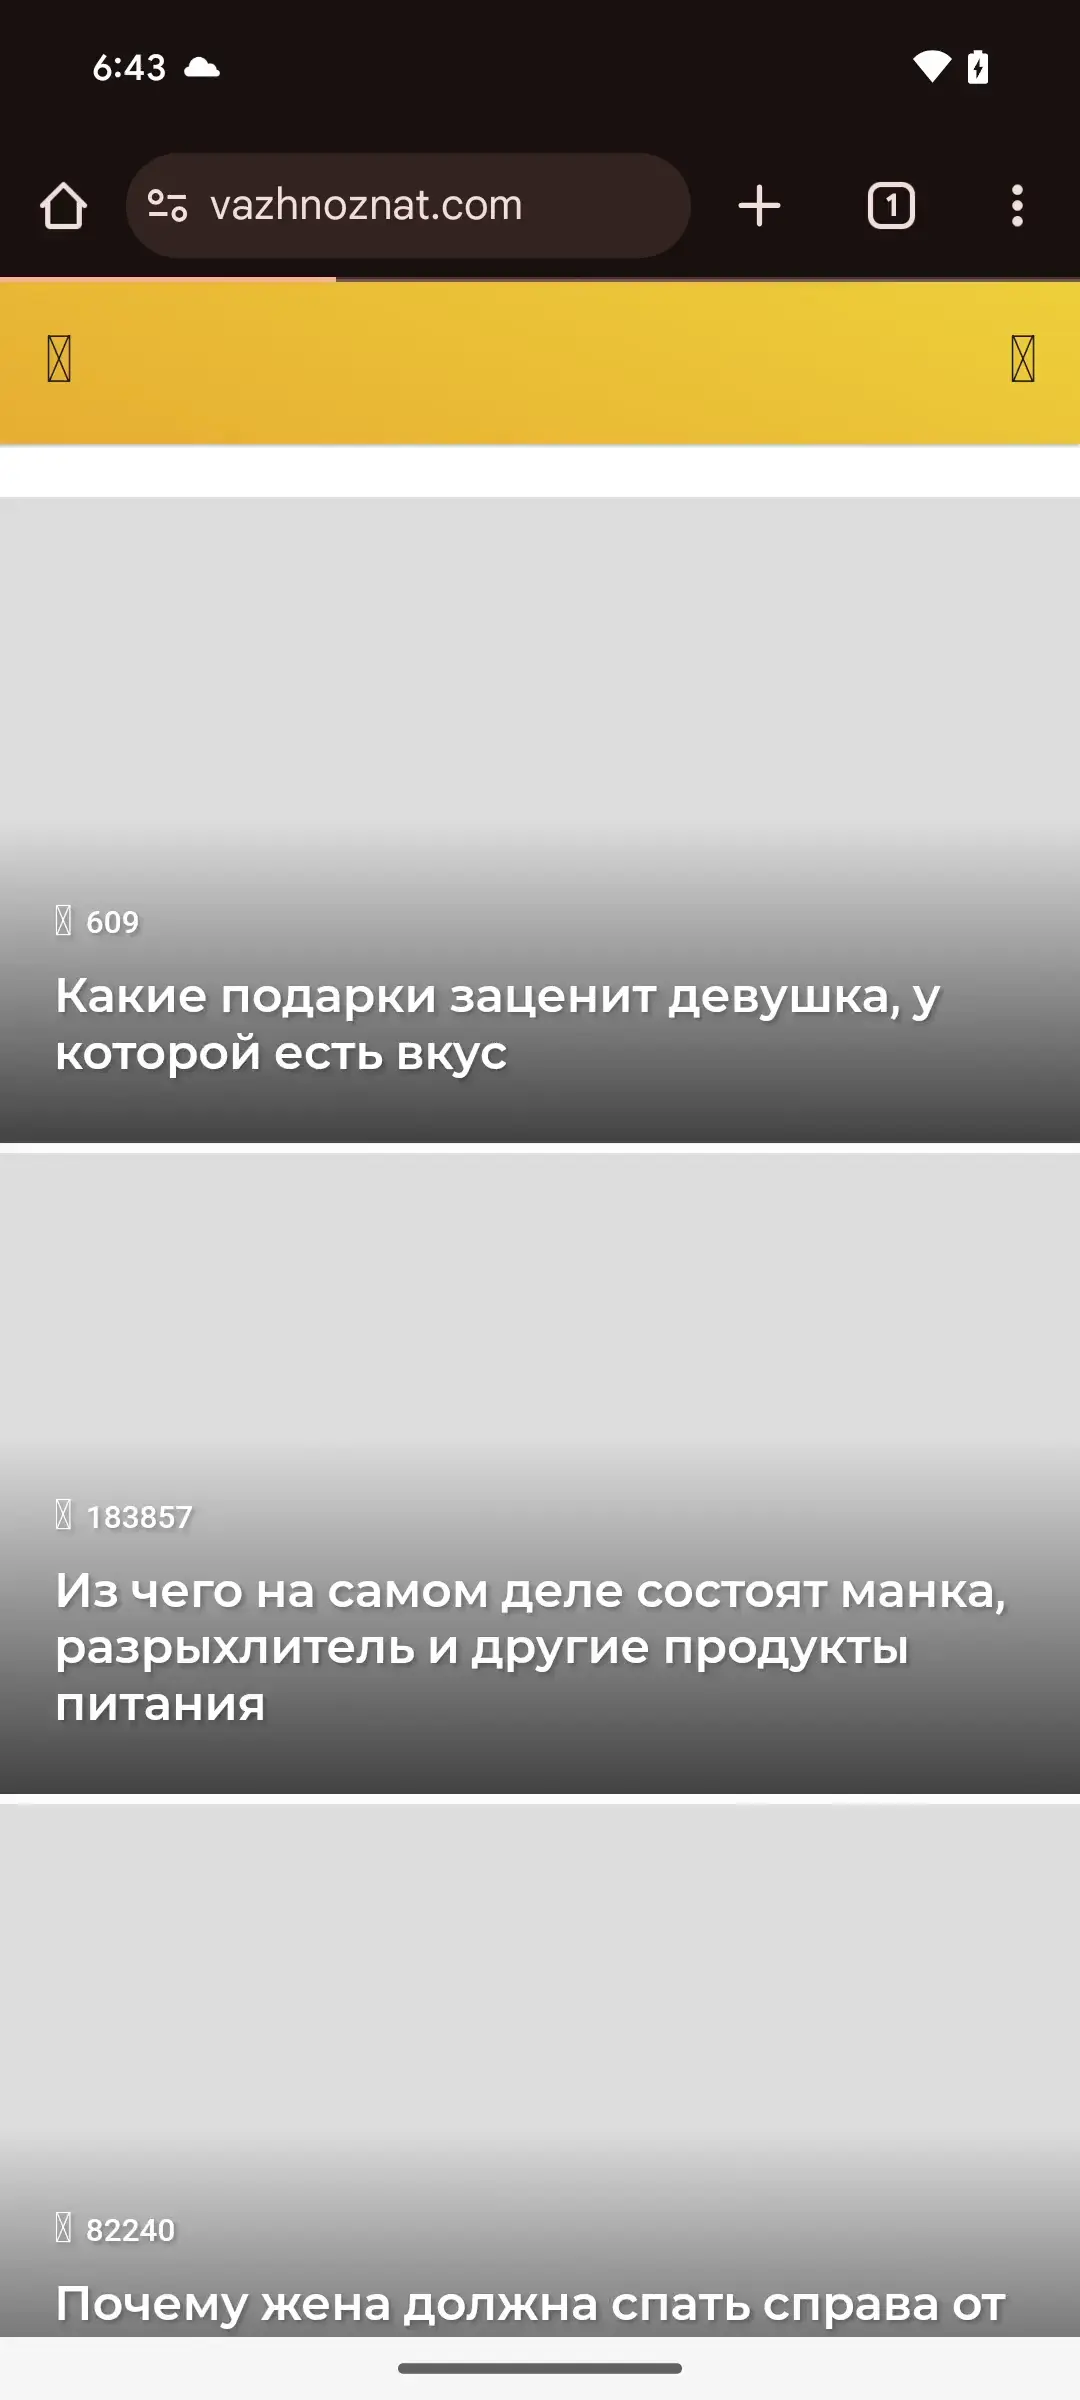 6:43
vazhnoznat.com
1
609
Какие подарки заценит девушка, у
которой есть вкус
183857
Из чего на самом деле состоят манка,
разрыхлитель и другие продукты
питания
82240
Почему жена должна спать справа от